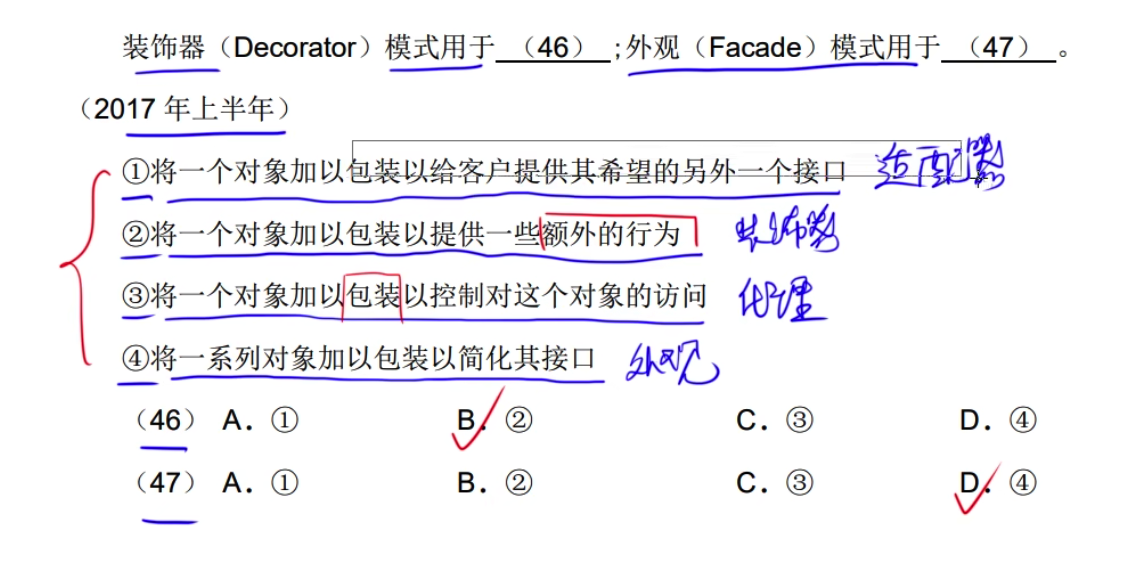 装饰器（Decorator）模式用于 （46） ;外观（Facade）模式用于 （47） 。
（2017 年上半年）
①将一个对象加以包装以给客户提供其希望的另外一个接口 适配器
②将一个对象加以包装以提供一些额外的行为 装饰器
③将一个对象加以包装以控制对这个对象的访问 代理
④将一系列对象加以包装以简化其接口 外观
（46） A. ① B. ② C. ③ D. ④
（47） A. ① B. ② C. ③ D. ④